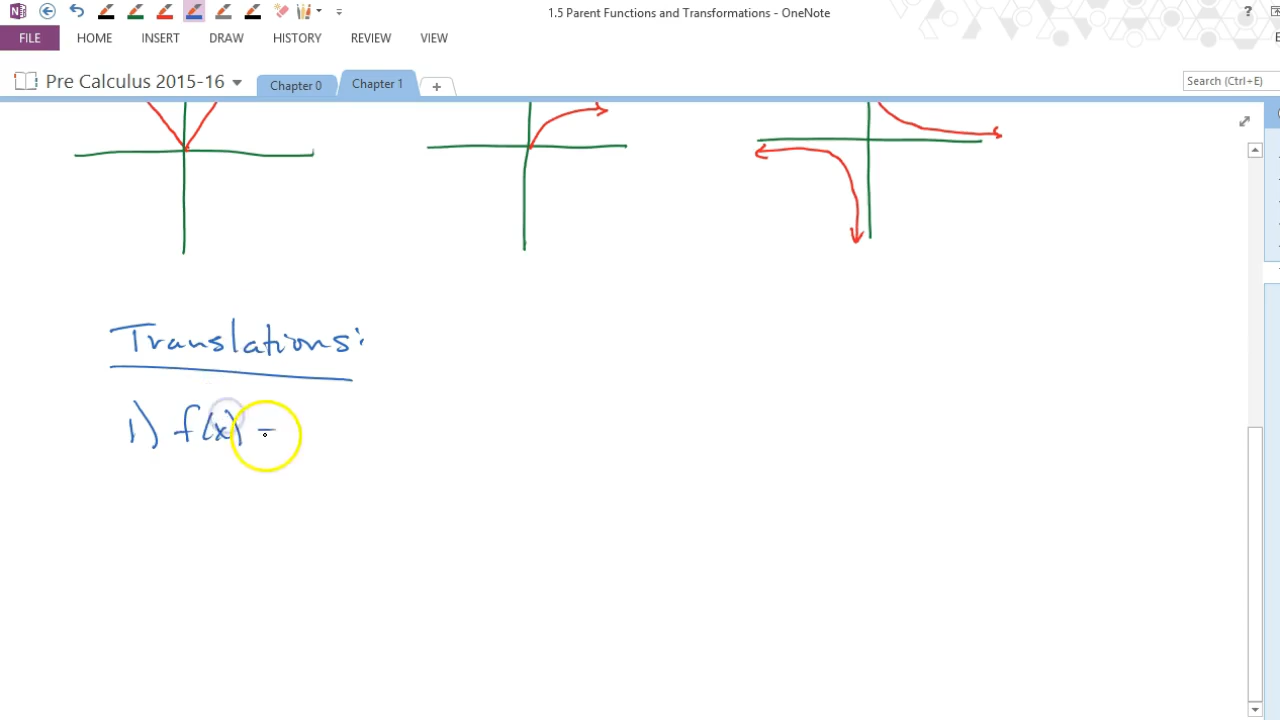 1.5 Parent Functions and Transformations - OneNote
?
FILE HOME INSERT DRAW HISTORY REVIEW VIEW
Pre Calculus 2015-16 Chapter 0 Chapter 1 + Search (Ctrl+E)
Translations:
1) f(x) -